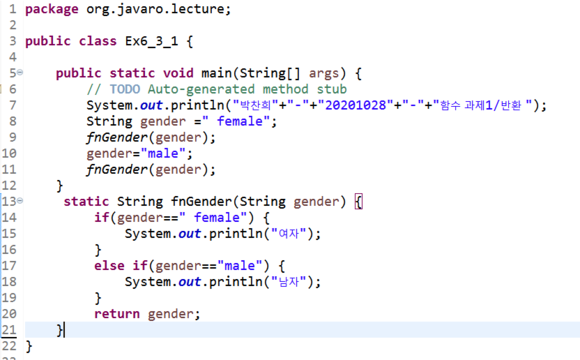 1 package org.javaro.lecture;
2
3 public class Ex6_3_1 {
4
5 public static void main(String[] args) {
6 // TODO Auto-generated method stub
7 System.out.println("박찬희"+"-"+"20201028"+"-"+"함수 과제1/반환 ");
8 String gender =" female";
9 fnGender(gender);
10 gender="male";
11 fnGender(gender);
12 }
13 static String fnGender(String gender) {
14 if(gender==" female") {
15 System.out.println("여자");
16 }
17 else if(gender=="male") {
18 System.out.println("남자");
19 }
20 return gender;
21 }
22 }